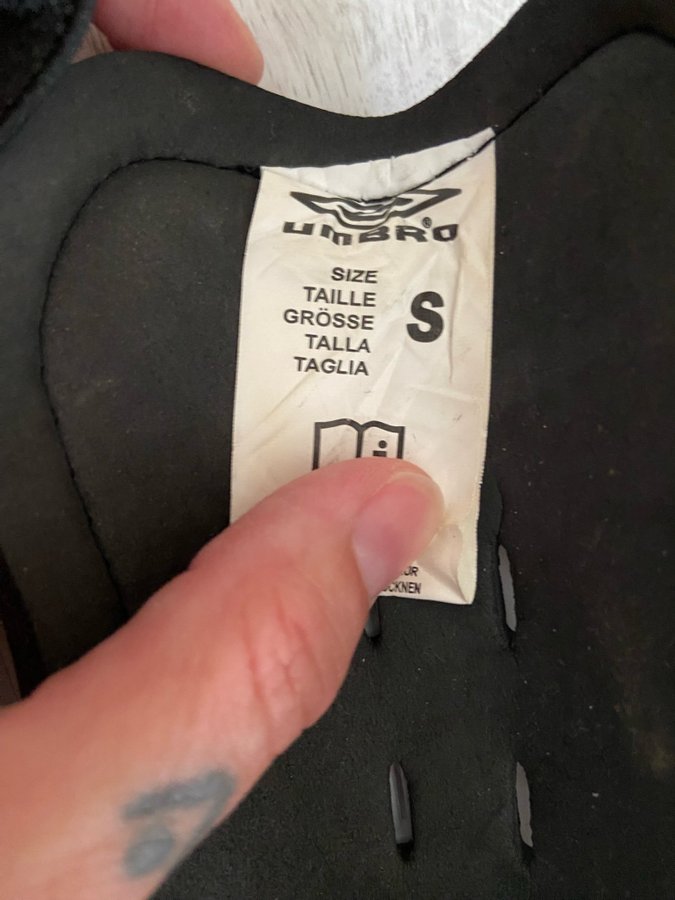 UMBRO®
SIZE
TAILLE
GRÖSSE
TALLA
TAGLIA
S
i